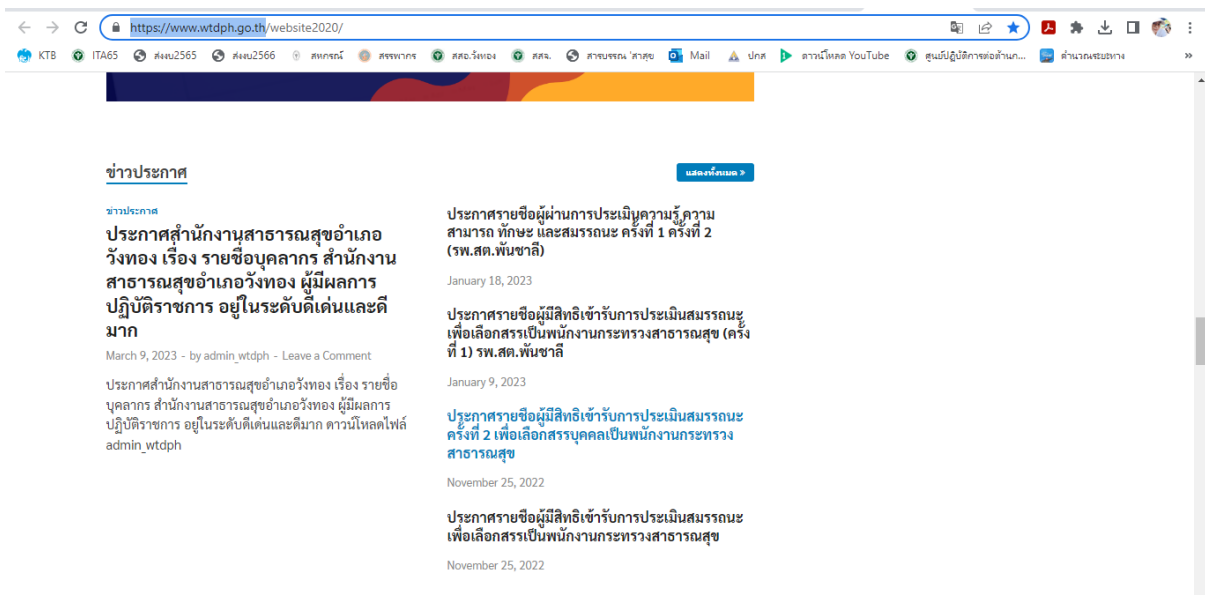 https://www.wtdph.go.th/website2020/
KTB
ITA65
ส่งงบ2565
ส่งงบ2566
สหกรณ์
สรรพากร
สสอ.วังทอง
สสจ.
สารบรรณ 'สาสุข
Mail
ปกส
ดาวน์โหลด YouTube
ศูนย์ปฏิบัติการต่อต้านก...
คำนวณระยะทาง
ข่าวประกาศ
แสดงทั้งหมด »
ข่าวประกาศ
ประกาศสำนักงานสาธารณสุขอำเภอ
วังทอง เรื่อง รายชื่อบุคลากร สำนักงาน
สาธารณสุขอำเภอวังทอง ผู้มีผลการ
ปฏิบัติราชการ อยู่ในระดับดีเด่นและดี
มาก
March 9, 2023 - by admin_wtdph - Leave a Comment
ประกาศสำนักงานสาธารณสุขอำเภอวังทอง เรื่อง รายชื่อ
บุคลากร สำนักงานสาธารณสุขอำเภอวังทอง ผู้มีผลการ
ปฏิบัติราชการ อยู่ในระดับดีเด่นและดีมาก ดาวน์โหลดไฟล์
admin_wtdph
ประกาศรายชื่อผู้ผ่านการประเมินความรู้ ความ
สามารถ ทักษะ และสมรรถนะ ครั้งที่ 1 ครั้งที่ 2
(รพ.สต.พันชาลี)
January 18, 2023
ประกาศรายชื่อผู้มีสิทธิเข้ารับการประเมินสมรรถนะ
เพื่อเลือกสรรเป็นพนักงานกระทรวงสาธารณสุข (ครั้ง
ที่ 1) รพ.สต.พันชาลี
January 9, 2023
ประกาศรายชื่อผู้มีสิทธิเข้ารับการประเมินสมรรถนะ
ครั้งที่ 2 เพื่อเลือกสรรบุคคลเป็นพนักงานกระทรวง
สาธารณสุข
November 25, 2022
ประกาศรายชื่อผู้มีสิทธิเข้ารับการประเมินสมรรถนะ
เพื่อเลือกสรรเป็นพนักงานกระทรวงสาธารณสุข
November 25, 2022